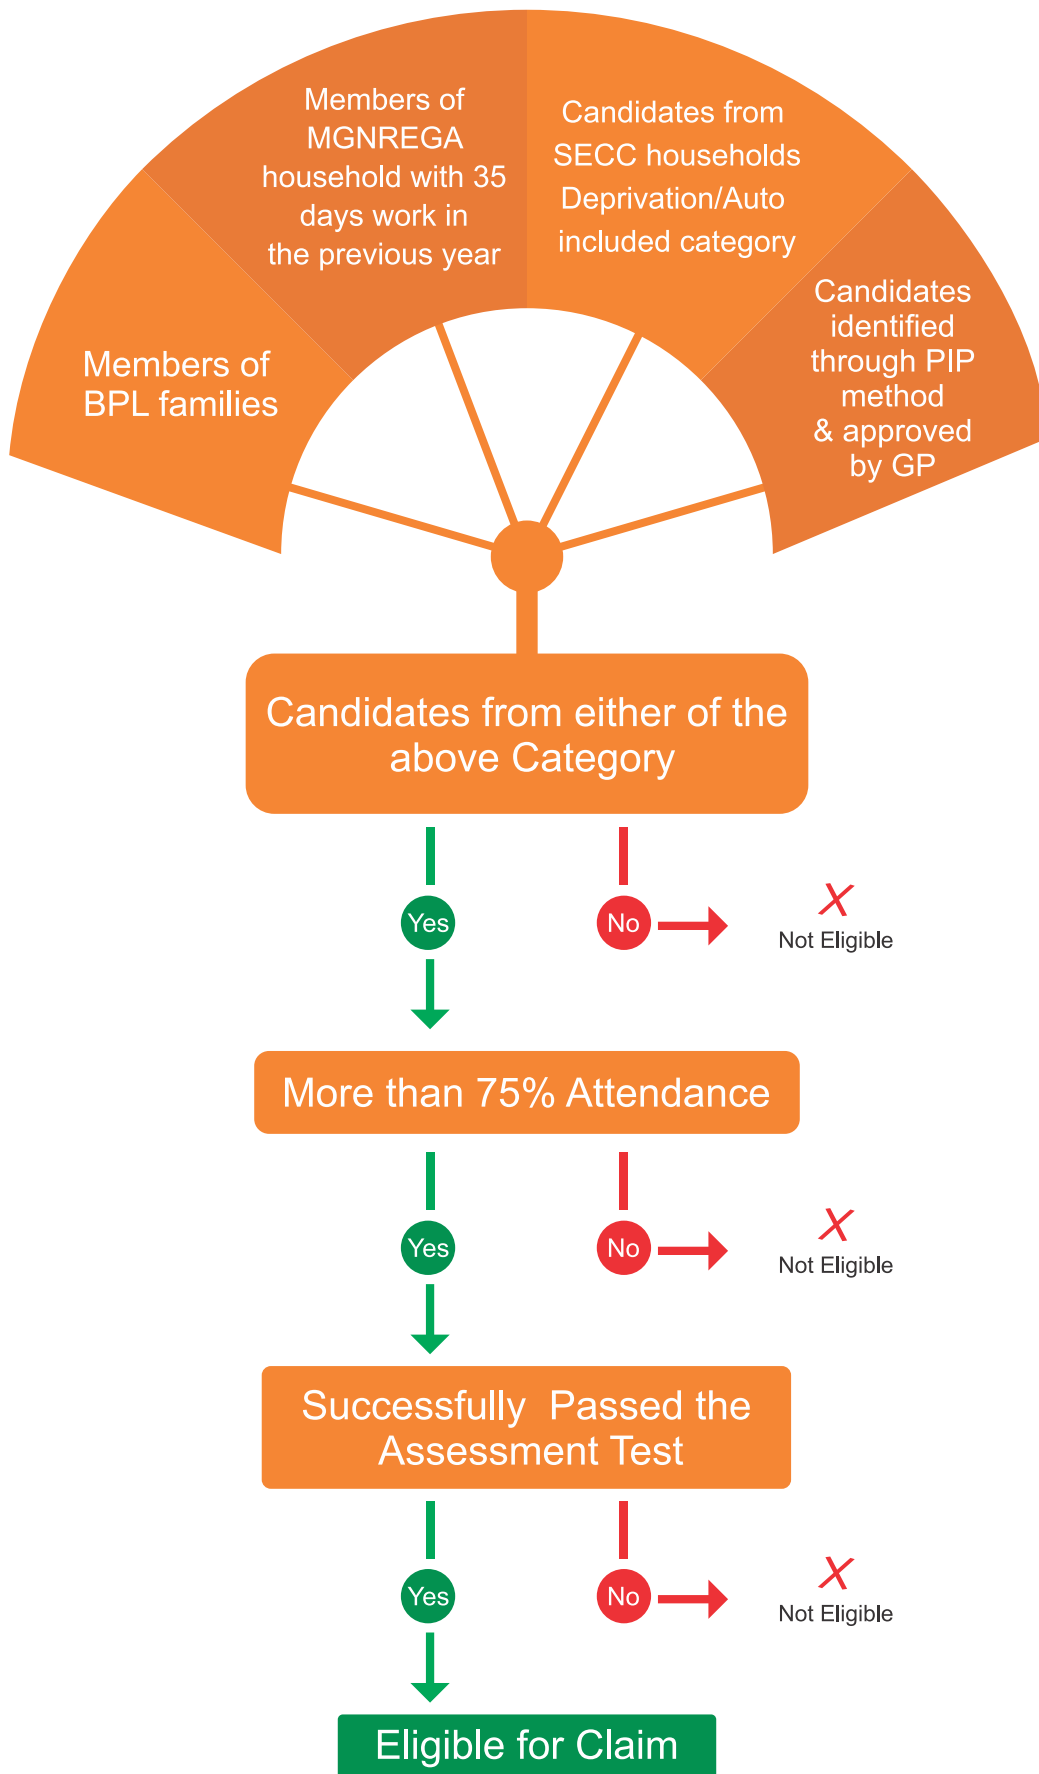 Members of
BPL families
Members of
MGNREGA
household with 35
days work in
the previous year
Candidates from
SECC households
Deprivation/Auto
included category
Candidates
identified
through PIP
method
& approved
by GP
Candidates from either of the
above Category
Yes
No
X
Not Eligible
More than 75% Attendance
Yes
No
X
Not Eligible
Successfully Passed the
Assessment Test
Yes
No
X
Not Eligible
Eligible for Claim